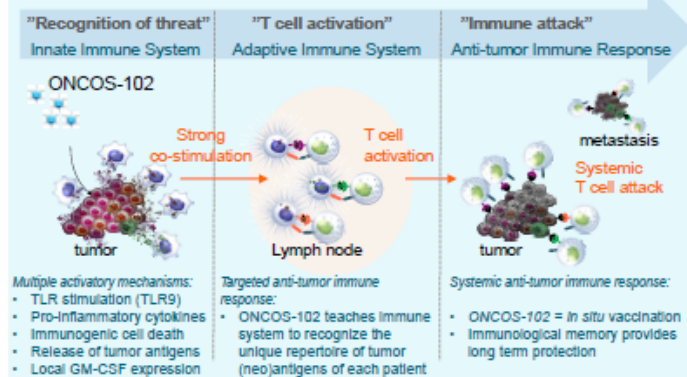 "Recognition of threat"
Innate Immune System
"T cell activation"
Adaptive Immune System
"Immune attack"
Anti-tumor Immune Response
ONCOS-102
Strong
co-stimulation
T cell
activation
metastasis
Systemic
T cell attack
tumor
Lymph node
tumor
Multiple activatory mechanisms:
• TLR stimulation (TLR9)
• Pro-inflammatory cytokines
• Immunogenic cell death
• Release of tumor antigens
• Local GM-CSF expression
Targeted anti-tumor immune
response:
• ONCOS-102 teaches immune
system to recognize the
unique repertoire of tumor
(neo)antigens of each patient
Systemic anti-tumor immune response:
• ONCOS-102 = in situ vaccination
• Immunological memory provides
long term protection